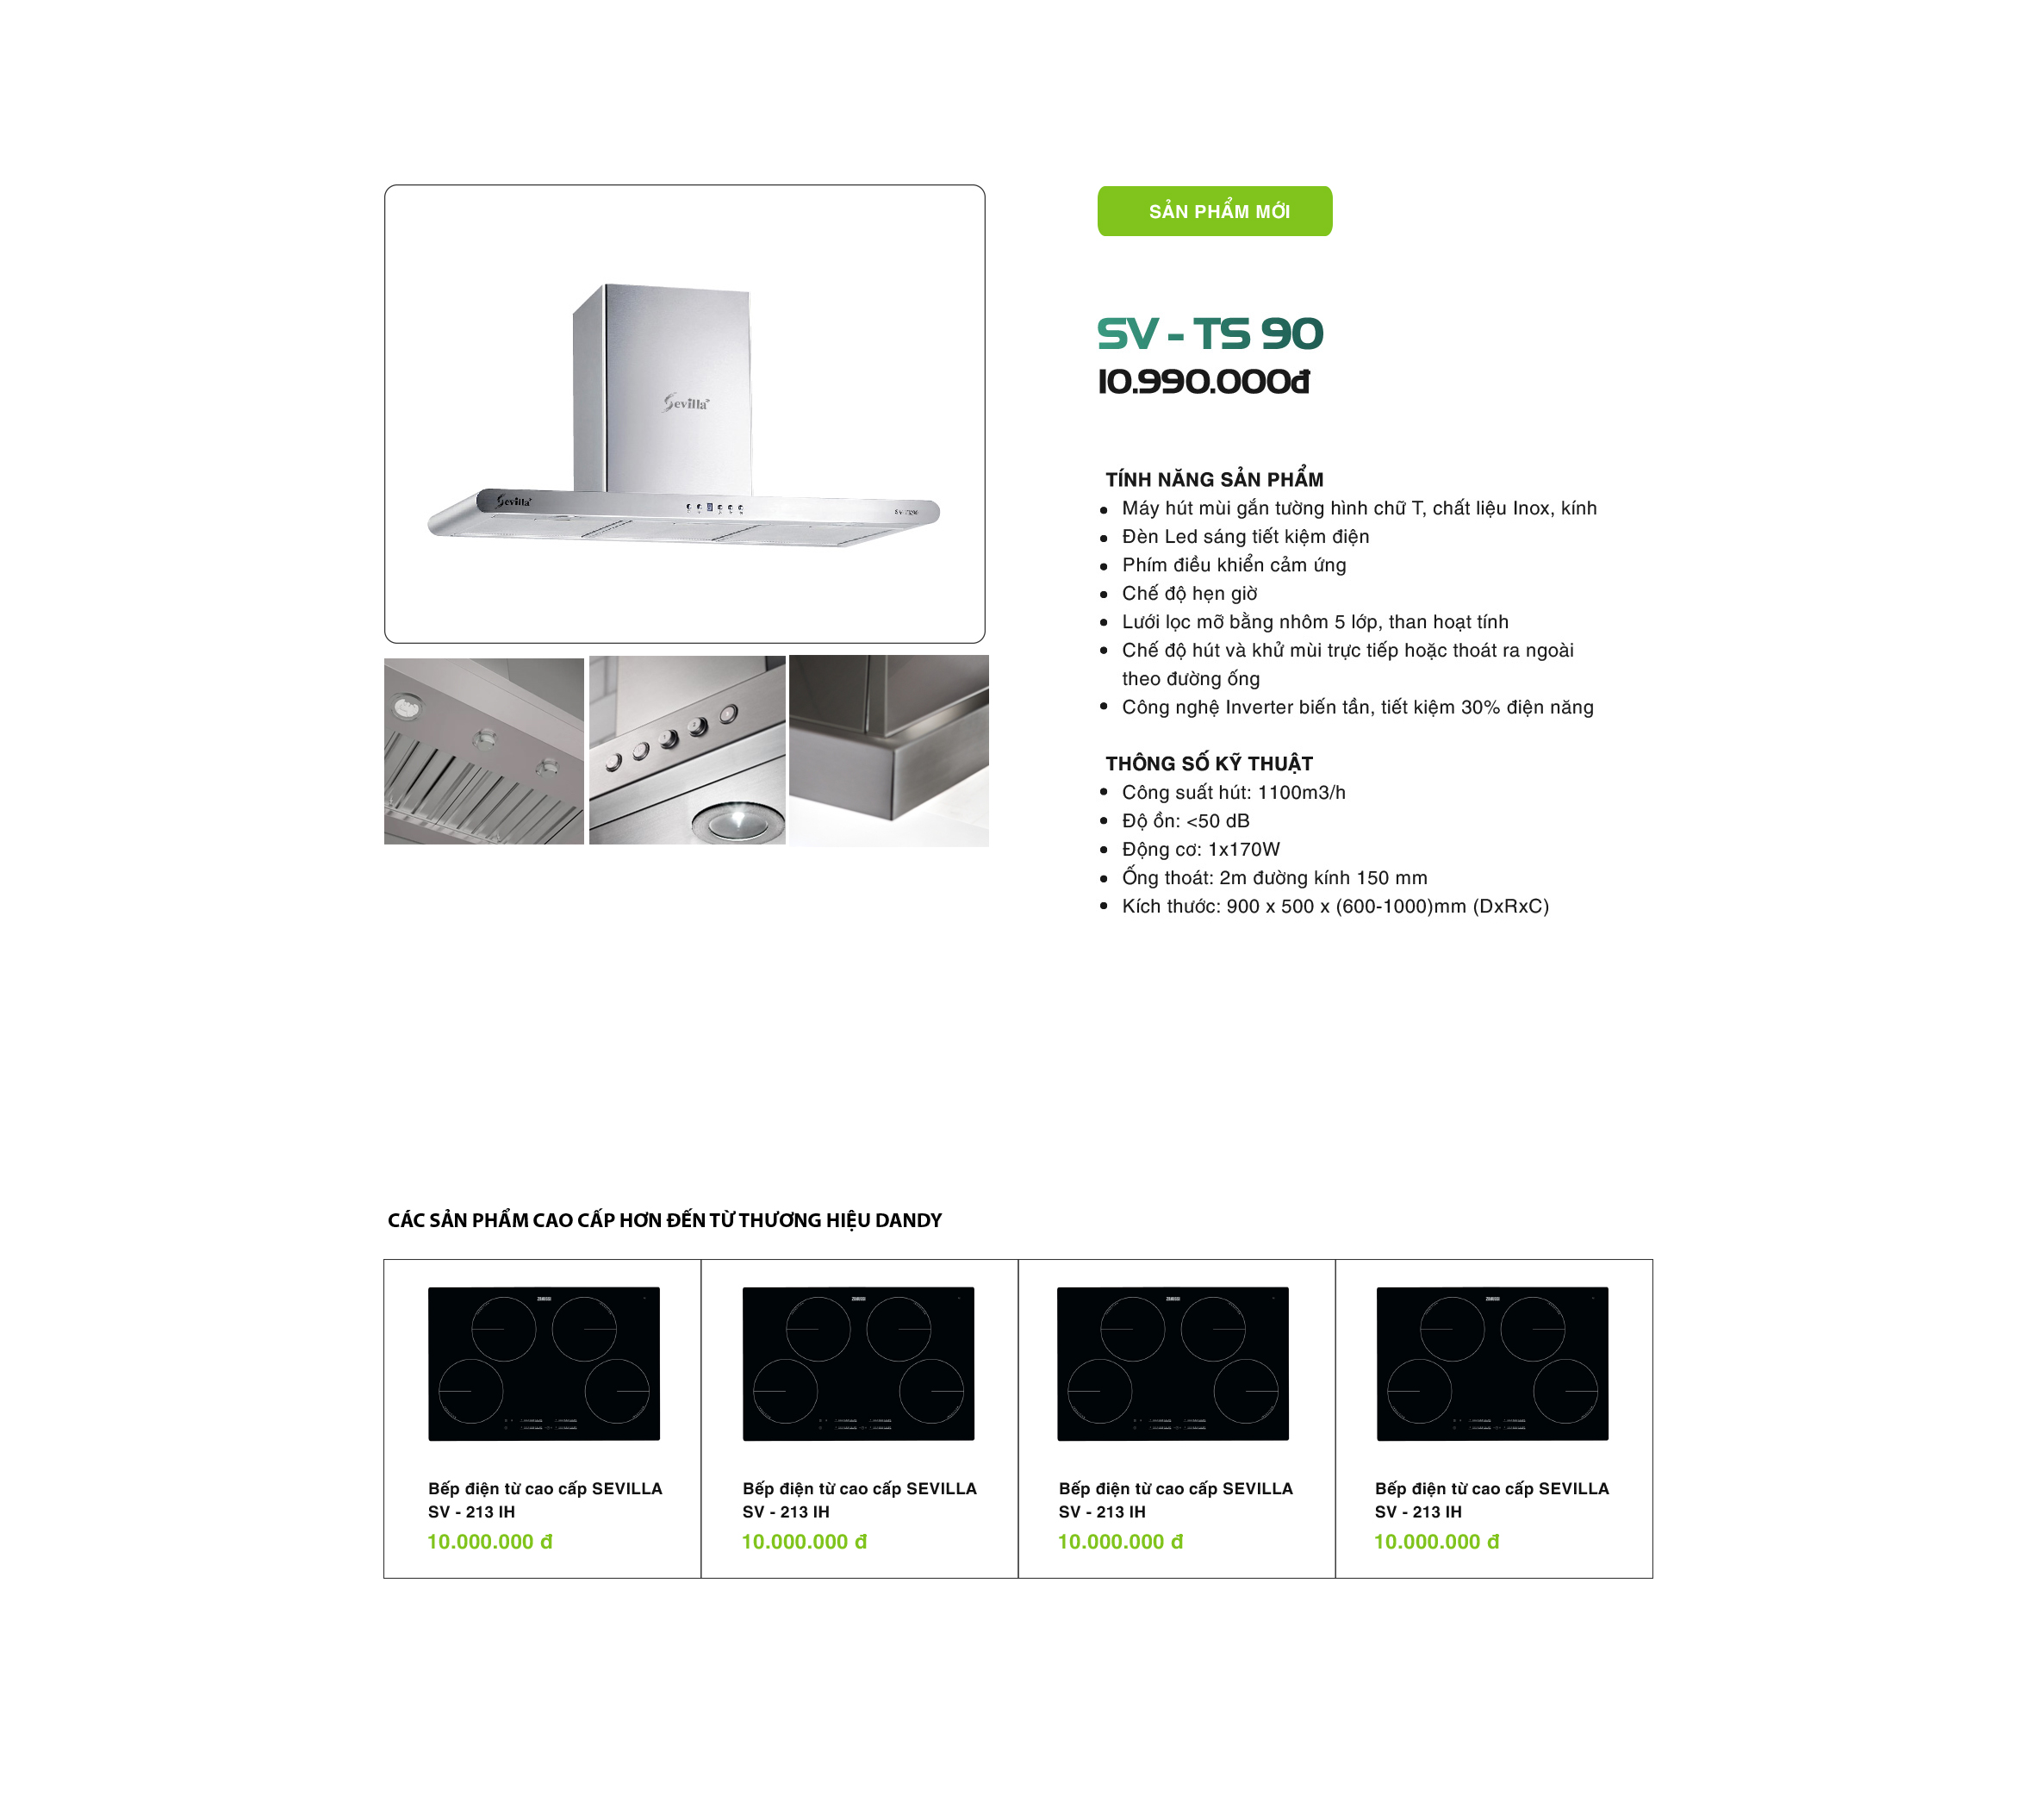 SẢN PHẨM MỚI
SV - TS 90
10.990.000đ
Sevilla
Sevilla
TÍNH NĂNG SẢN PHẨM
Máy hút mùi gắn tường hình chữ T, chất liệu Inox, kính
Đèn Led sáng tiết kiệm điện
Phím điều khiển cảm ứng
Chế độ hẹn giờ
Lưới lọc mỡ bằng nhôm 5 lớp, than hoạt tính
Chế độ hút và khử mùi trực tiếp hoặc thoát ra ngoài
theo đường ống
Công nghệ Inverter biến tần, tiết kiệm 30% điện năng
THÔNG SỐ KỸ THUẬT
Công suất hút: 1100m3/h
Độ ồn: <50 dB
Động cơ: 1x170W
Ống thoát: 2m đường kính 150 mm
Kích thước: 900 x 500 x (600-1000)mm (DxRxC)
CÁC SẢN PHẨM CAO CẤP HƠN ĐẾN TỪ THƯƠNG HIỆU DANDY
Bếp điện từ cao cấp SEVILLA
SV - 213 IH
10.000.000 đ
Bếp điện từ cao cấp SEVILLA
SV - 213 IH
10.000.000 đ
Bếp điện từ cao cấp SEVILLA
SV - 213 IH
10.000.000 đ
Bếp điện từ cao cấp SEVILLA
SV - 213 IH
10.000.000 đ